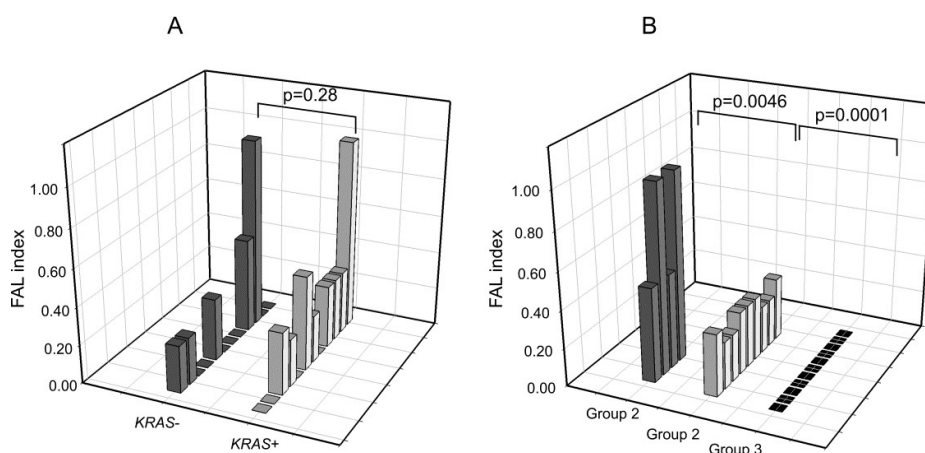 A
p=0.28
1.00
0.80
0.60
0.40
0.20
0.00
FAL index
KRAS-
KRAS+
B
p=0.0046
p=0.0001
1.00
0.80
0.60
0.40
0.20
0.00
FAL index
Group 2
Group 2
Group 3